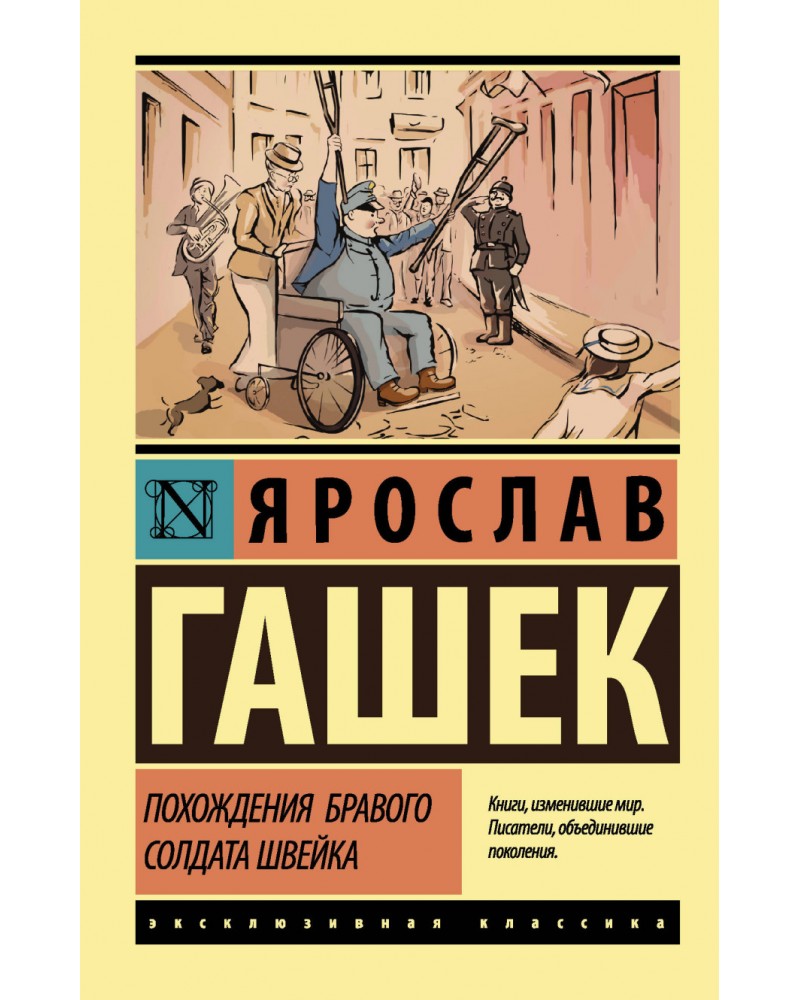 N
ЯРОСЛАВ
ГАШЕК
ПОХОЖДЕНИЯ БРАВОГО
СОЛДАТА ШВЕЙКА
Книги, изменившие мир.
Писатели, объединившие
поколения.
эксклюзивная классика